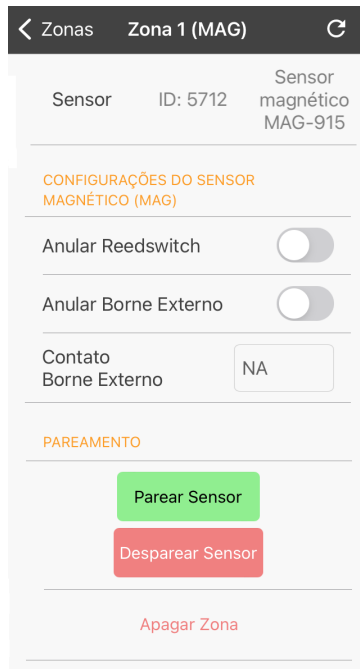 Zonas Zona 1 (MAG)
Sensor ID: 5712 Sensor
magnético
MAG-915
CONFIGURAÇÕES DO SENSOR
MAGNÉTICO (MAG)
Anular Reedswitch
Anular Borne Externo
Contato
Borne Externo
NA
PAREAMENTO
Parear Sensor
Desparear Sensor
Apagar Zona